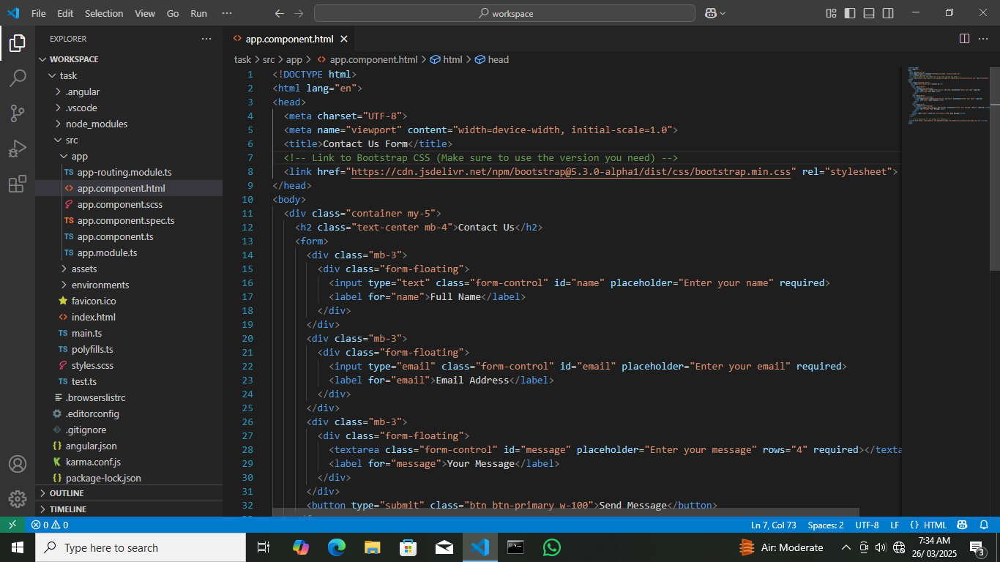 File Edit Selection View Go Run ···
workspace
EXPLORER ···
WORKSPACE
task
.angular
.vscode
node_modules
src
app
TS app-routing.module.ts
<> app.component.html
app.component.scss
TS app.component.spec.ts
TS app.component.ts
TS app.module.ts
assets
environments
favicon.ico
<> index.html
TS main.ts
TS polyfills.ts
styles.scss
TS test.ts
.browserslistrc
.editorconfig
.gitignore
{} angular.json
K karma.conf.js
{} package-lock.json
OUTLINE
TIMELINE
<> app.component.html ×
task > src > app > <> app.component.html > html > head
1 <!DOCTYPE html>
2 <html lang="en">
3 <head>
4 <meta charset="UTF-8">
5 <meta name="viewport" content="width=device-width, initial-scale=1.0">
6 <title>Contact Us Form</title>
7 <!-- Link to Bootstrap CSS (Make sure to use the version you need) -->
8 <link href="https://cdn.jsdelivr.net/npm/bootstrap@5.3.0-alpha1/dist/css/bootstrap.min.css" rel="stylesheet">
9 </head>
10 <body>
11 <div class="container my-5">
12 <h2 class="text-center mb-4">Contact Us</h2>
13 <form>
14 <div class="mb-3">
15 <div class="form-floating">
16 <input type="text" class="form-control" id="name" placeholder="Enter your name" required>
17 <label for="name">Full Name</label>
18 </div>
19 </div>
20 <div class="mb-3">
21 <div class="form-floating">
22 <input type="email" class="form-control" id="email" placeholder="Enter your email" required>
23 <label for="email">Email Address</label>
24 </div>
25 </div>
26 <div class="mb-3">
27 <div class="form-floating">
28 <textarea class="form-control" id="message" placeholder="Enter your message" rows="4" required></texta
29 <label for="message">Your Message</label>
30 </div>
31 </div>
32 <button type="submit" class="btn btn-primary w-100">Send Message</button>
0 0
Ln 7, Col 73 Spaces: 2 UTF-8 LF {} HTML
Type here to search
Air: Moderate
7:34 AM
26/03/2025
3